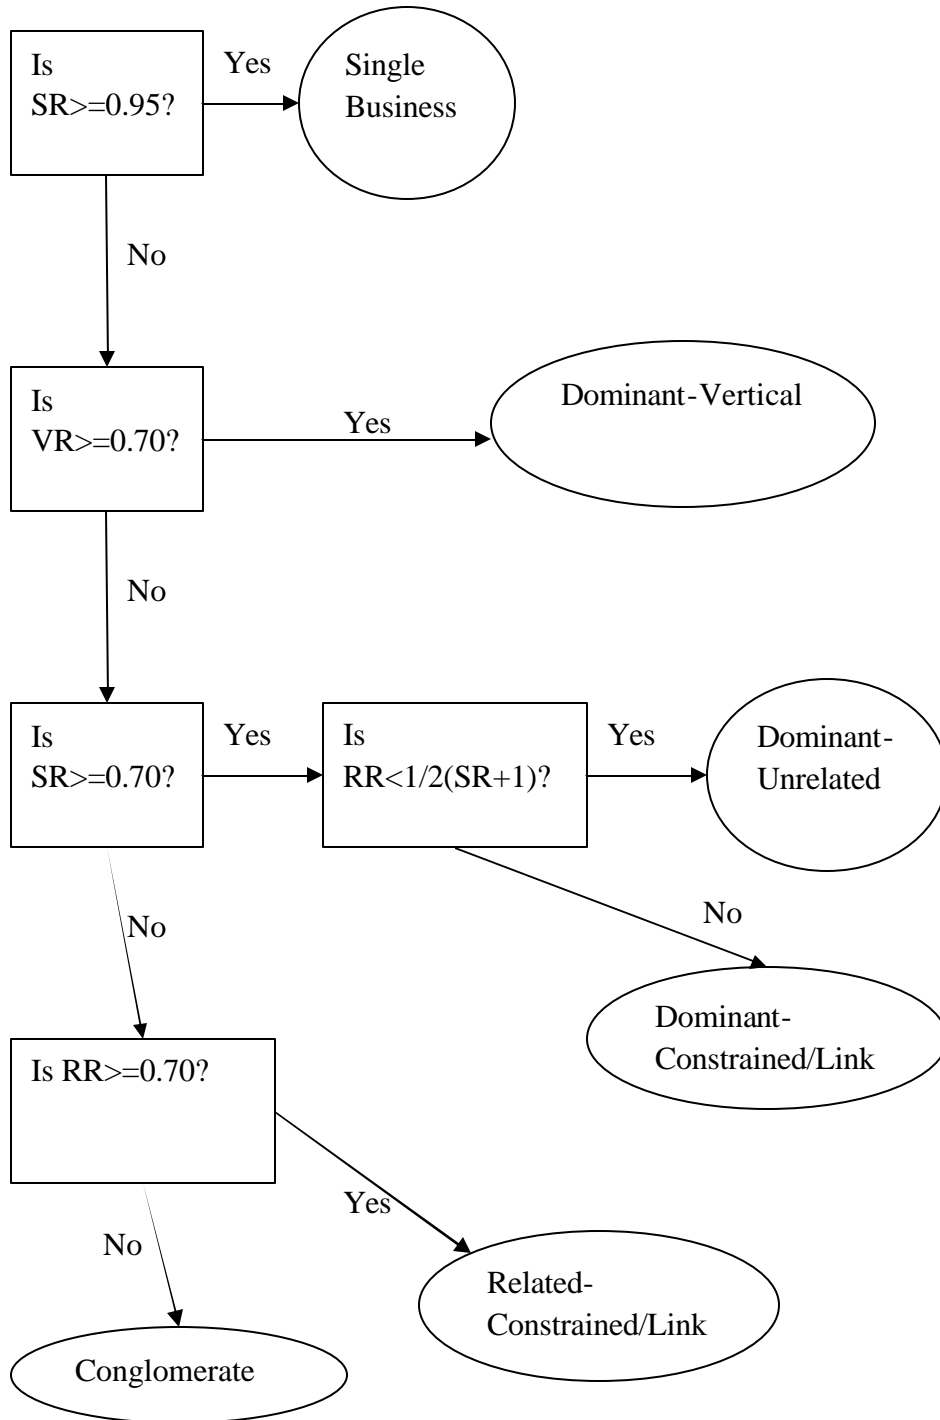 Is
SR>=0.95?
Yes
Single
Business
No
Is
VR>=0.70?
Yes
Dominant-Vertical
No
Is
SR>=0.70?
Yes
Is
RR<1/2(SR+1)?
Yes
Dominant-
Unrelated
No
No
Dominant-
Constrained/Link
Is RR>=0.70?
Yes
No
Related-
Constrained/Link
Conglomerate